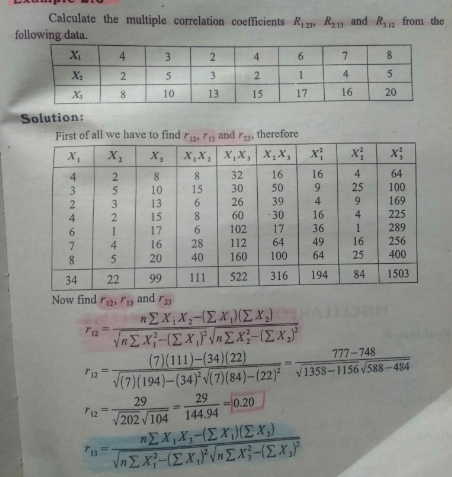 Example 2.6
Calculate the multiple correlation coefficients R₁.₂₃, R₂.₁₃ and R₃.₁₂ from the
following data.
X₁ 4 3 2 4 6 7 8
X₂ 2 5 3 2 1 4 5
X₃ 8 10 13 15 17 16 20
Solution:
First of all we have to find r₁₂, r₁₃ and r₂₃, therefore
X₁ X₂ X₃ X₁X₂ X₁X₃ X₂X₃ X₁² X₂² X₃²
4 2 8 8 32 16 16 4 64
3 5 10 15 30 50 9 25 100
2 3 13 6 26 39 4 9 169
4 2 15 8 60 30 16 4 225
6 1 17 6 102 17 36 1 289
7 4 16 28 112 64 49 16 256
8 5 20 40 160 100 64 25 400
34 22 99 111 522 316 194 84 1503
Now find r₁₂, r₁₃ and r₂₃
r₁₂ = nΣX₁X₂−(ΣX₁)(ΣX₂) / √nΣX₁²−(ΣX₁)² √nΣX₂²−(ΣX₂)²
r₁₂ = (7)(111)−(34)(22) / √(7)(194)−(34)² √(7)(84)−(22)² = 777−748 / √1358−1156 √588−484
r₁₂ = 29 / √202 √104 = 29 / 144.94 = 0.20
r₁₃ = nΣX₁X₃−(ΣX₁)(ΣX₃) / √nΣX₁²−(ΣX₁)² √nΣX₃²−(ΣX₃)²